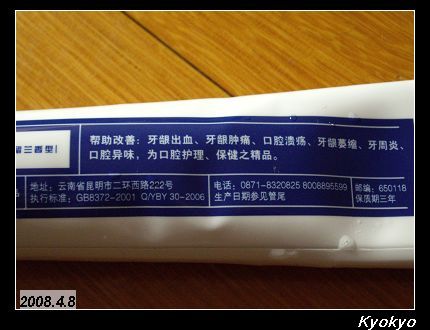 留兰香型
帮助改善：牙龈出血、牙龈肿痛、口腔溃疡、牙龈萎缩、牙周炎、
口腔异味，为口腔护理、保健之精品。
地址：云南省昆明市二环西路222号
执行标准：GB8372-2001 Q/YBY 30-2006
电话：0871-8320825 8008895599
生产日期参见管尾
邮编：650118
保质期三年
2008.4.8
Kyokyo